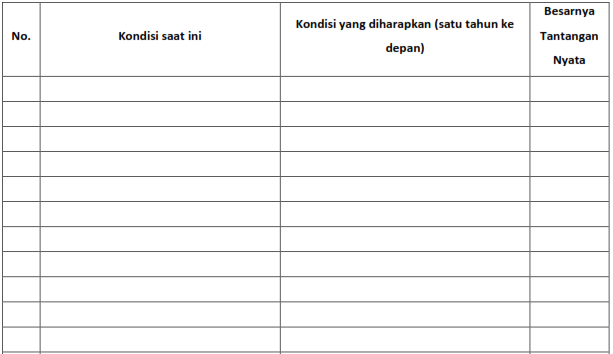 No.
Kondisi saat ini
Kondisi yang diharapkan (satu tahun ke
depan)
Besarnya
Tantangan
Nyata